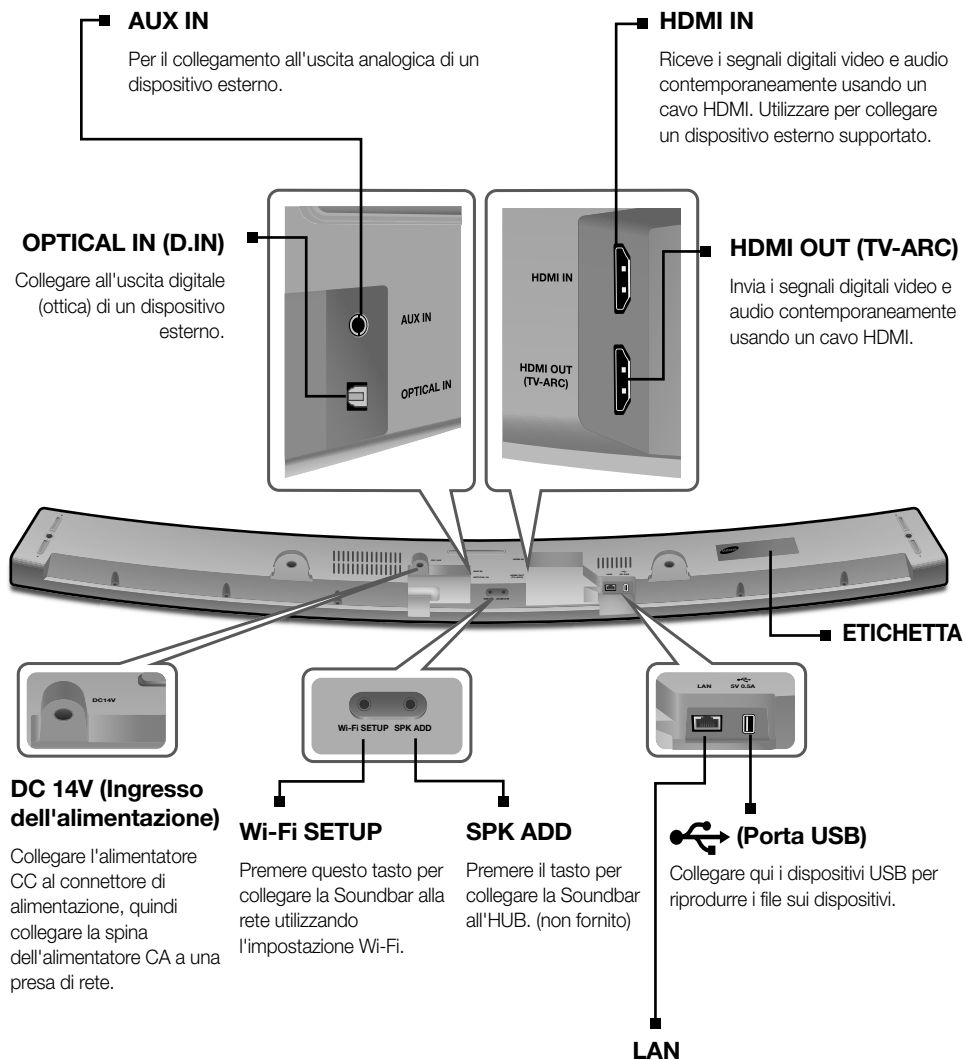 AUX IN
Per il collegamento all'uscita analogica di un
dispositivo esterno.
HDMI IN
Riceve i segnali digitali video e audio
contemporaneamente usando un
cavo HDMI. Utilizzare per collegare
un dispositivo esterno supportato.
OPTICAL IN (D.IN)
Collegare all'uscita digitale
(ottica) di un dispositivo
esterno.
AUX IN
OPTICAL IN
HDMI IN
HDMI OUT
(TV-ARC)
HDMI OUT (TV-ARC)
Invia i segnali digitali video e
audio contemporaneamente
usando un cavo HDMI.
ETICHETTA
DC14V
Wi-Fi SETUP SPK ADD
LAN
5V 0.5A
DC 14V (Ingresso
dell'alimentazione)
Collegare l'alimentatore
CC al connettore di
alimentazione, quindi
collegare la spina
dell'alimentatore CA a una
presa di rete.
Wi-Fi SETUP
Premere questo tasto per
collegare la Soundbar alla
rete utilizzando
l'impostazione Wi-Fi.
SPK ADD
Premere il tasto per
collegare la Soundbar
all'HUB. (non fornito)
(Porta USB)
Collegare qui i dispositivi USB per
riprodurre i file sui dispositivi.
LAN